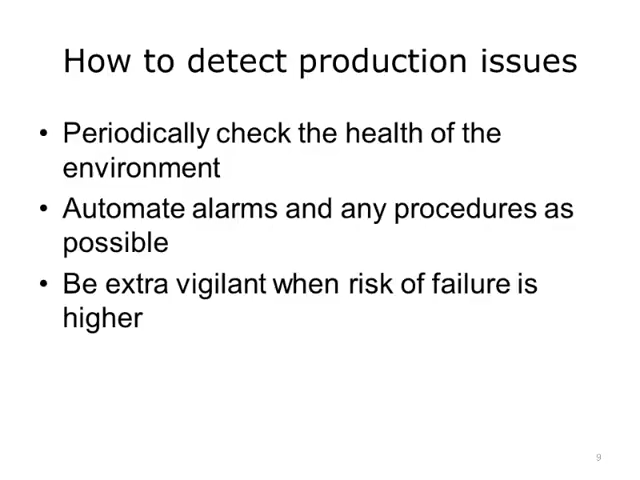 How to detect production issues
• Periodically check the health of the
environment
• Automate alarms and any procedures as
possible
• Be extra vigilant when risk of failure is
higher
9